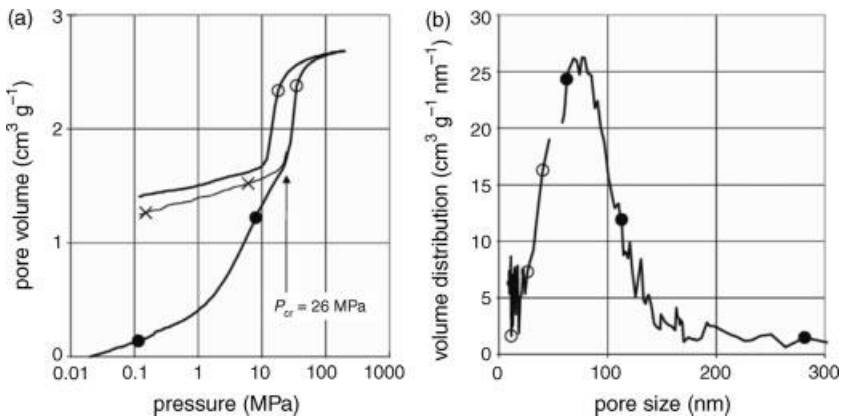 (a)
3
2
1
0
pore volume (cm³ g⁻¹)
P_cr = 26 MPa
0.01 0.1 1 10 100 1000
pressure (MPa)
(b)
30
25
20
15
10
5
0
volume distribution (cm³ g⁻¹ nm⁻¹)
0 100 200 300
pore size (nm)